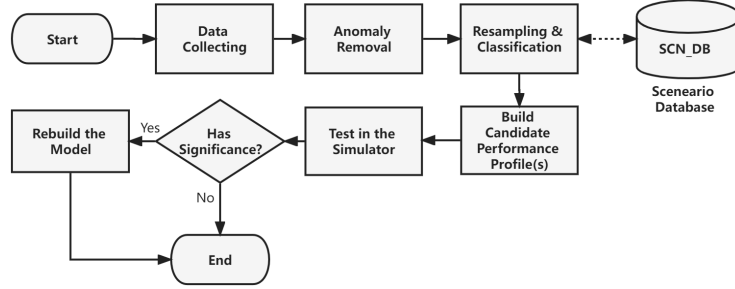 Start
Data
Collecting
Anomaly
Removal
Resampling &
Classification
SCN_DB
Sceneario
Database
Rebuild the
Model
Yes
Has
Significance?
Test in the
Simulator
Build
Candidate
Performance
Profile(s)
No
End